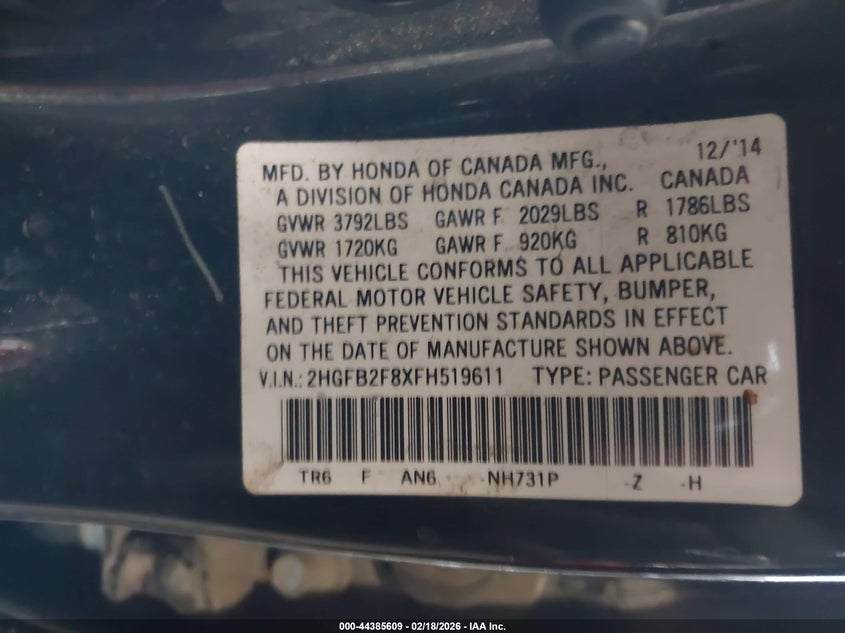 12/'14
MFD. BY HONDA OF CANADA MFG.,
A DIVISION OF HONDA CANADA INC. CANADA
GVWR 3792LBS GAWR F 2029LBS R 1786LBS
GVWR 1720KG GAWR F 920KG R 810KG
THIS VEHICLE CONFORMS TO ALL APPLICABLE
FEDERAL MOTOR VEHICLE SAFETY, BUMPER,
AND THEFT PREVENTION STANDARDS IN EFFECT
ON THE DATE OF MANUFACTURE SHOWN ABOVE.
V.I.N.: 2HGFB2F8XFH519611 TYPE: PASSENGER CAR
TR6 F AN6 -NH731P -Z -H
000-44385609 - 02/18/2026 - IAA Inc.